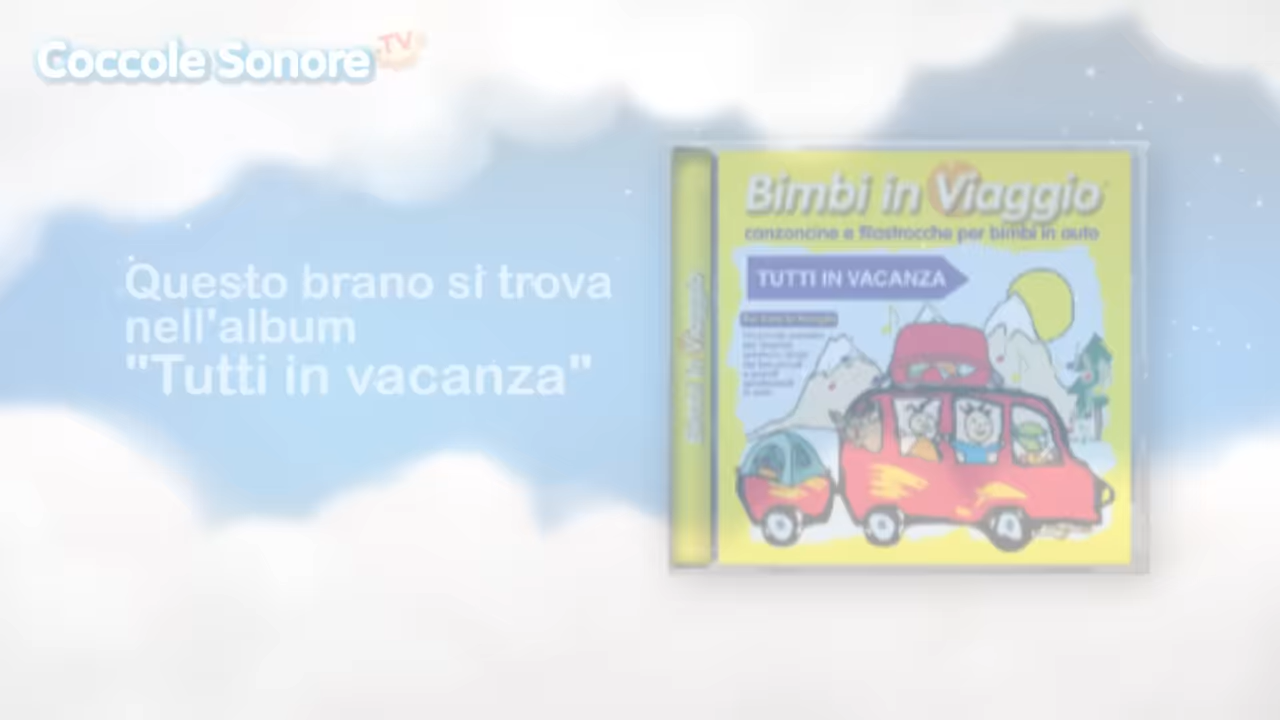 Coccole Sonore
.TV
Questo brano si trova
nell'album
"Tutti in vacanza"
Bimbi in Viaggio
canzoncine e filastrocche per bimbi in auto
TUTTI IN VACANZA